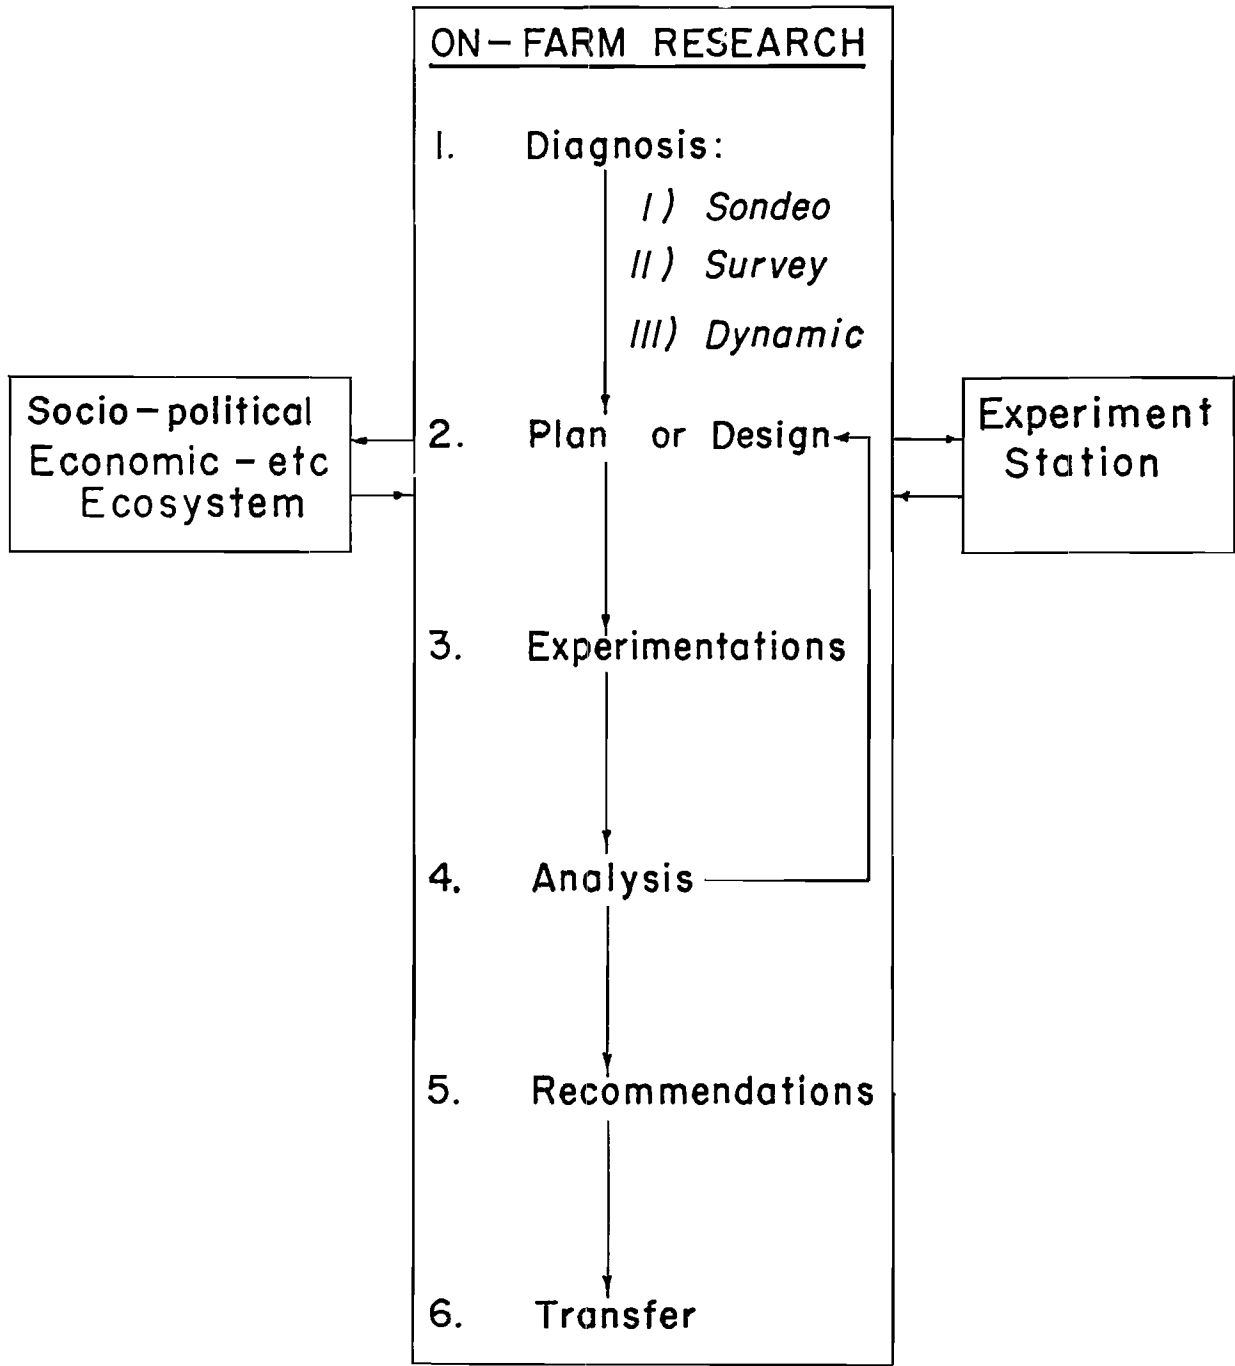 ON-FARM RESEARCH
1. Diagnosis:
I) Sondeo
II) Survey
III) Dynamic
Socio-political
Economic-etc
Ecosystem
2. Plan or Design
Experiment
Station
3. Experimentations
4. Analysis
5. Recommendations
6. Transfer